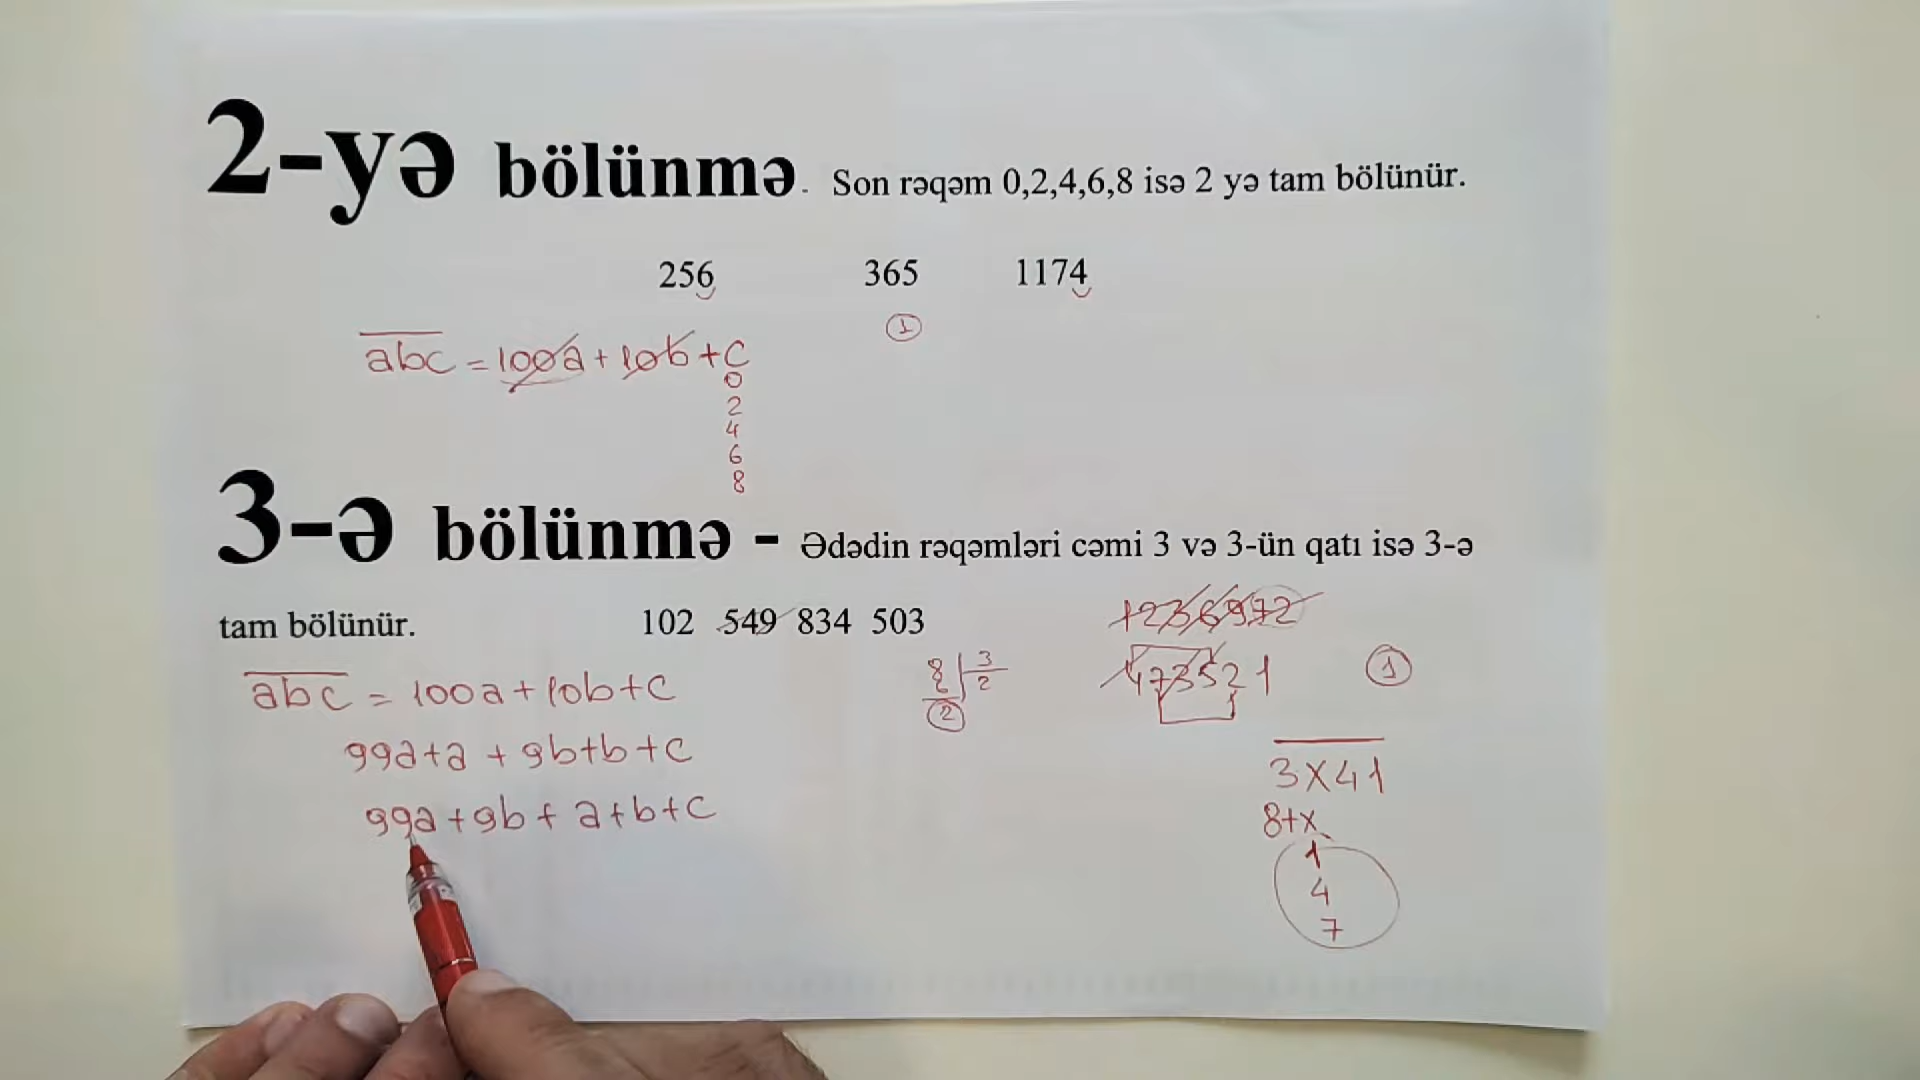 2-yə bölünmə. Son rəqəm 0,2,4,6,8 isə 2 yə tam bölünür.
256 365 1174
1
abc = 100a + 10b + c
0
2
4
6
8
3-ə bölünmə - Ədədin rəqəmləri cəmi 3 və 3-ün qatı isə 3-ə
tam bölünür. 102 549 834 503
1236972
473521
1
8 3
2
2
abc = 100a + 10b + c
99a + a + 9b + b + c
99a + 9b + a + b + c
3x41
8+x
1
4
7